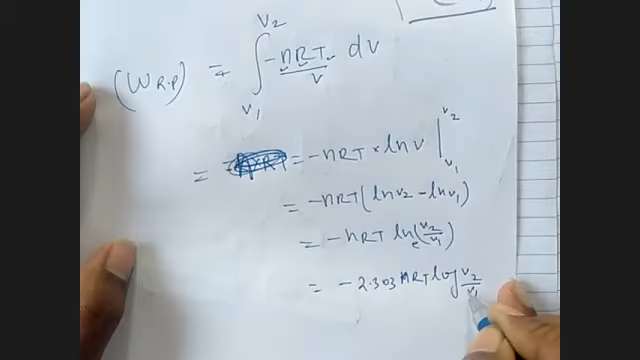 (W R.P) = ∫ V₁ V₂ -nRT/V dV
= = -nRT × ln V | V₁ V₂
= -nRT (ln V₂ - ln V₁)
= -nRT lnₑ(V₂/V₁)
= -2.303 nRT log V₂/V₁